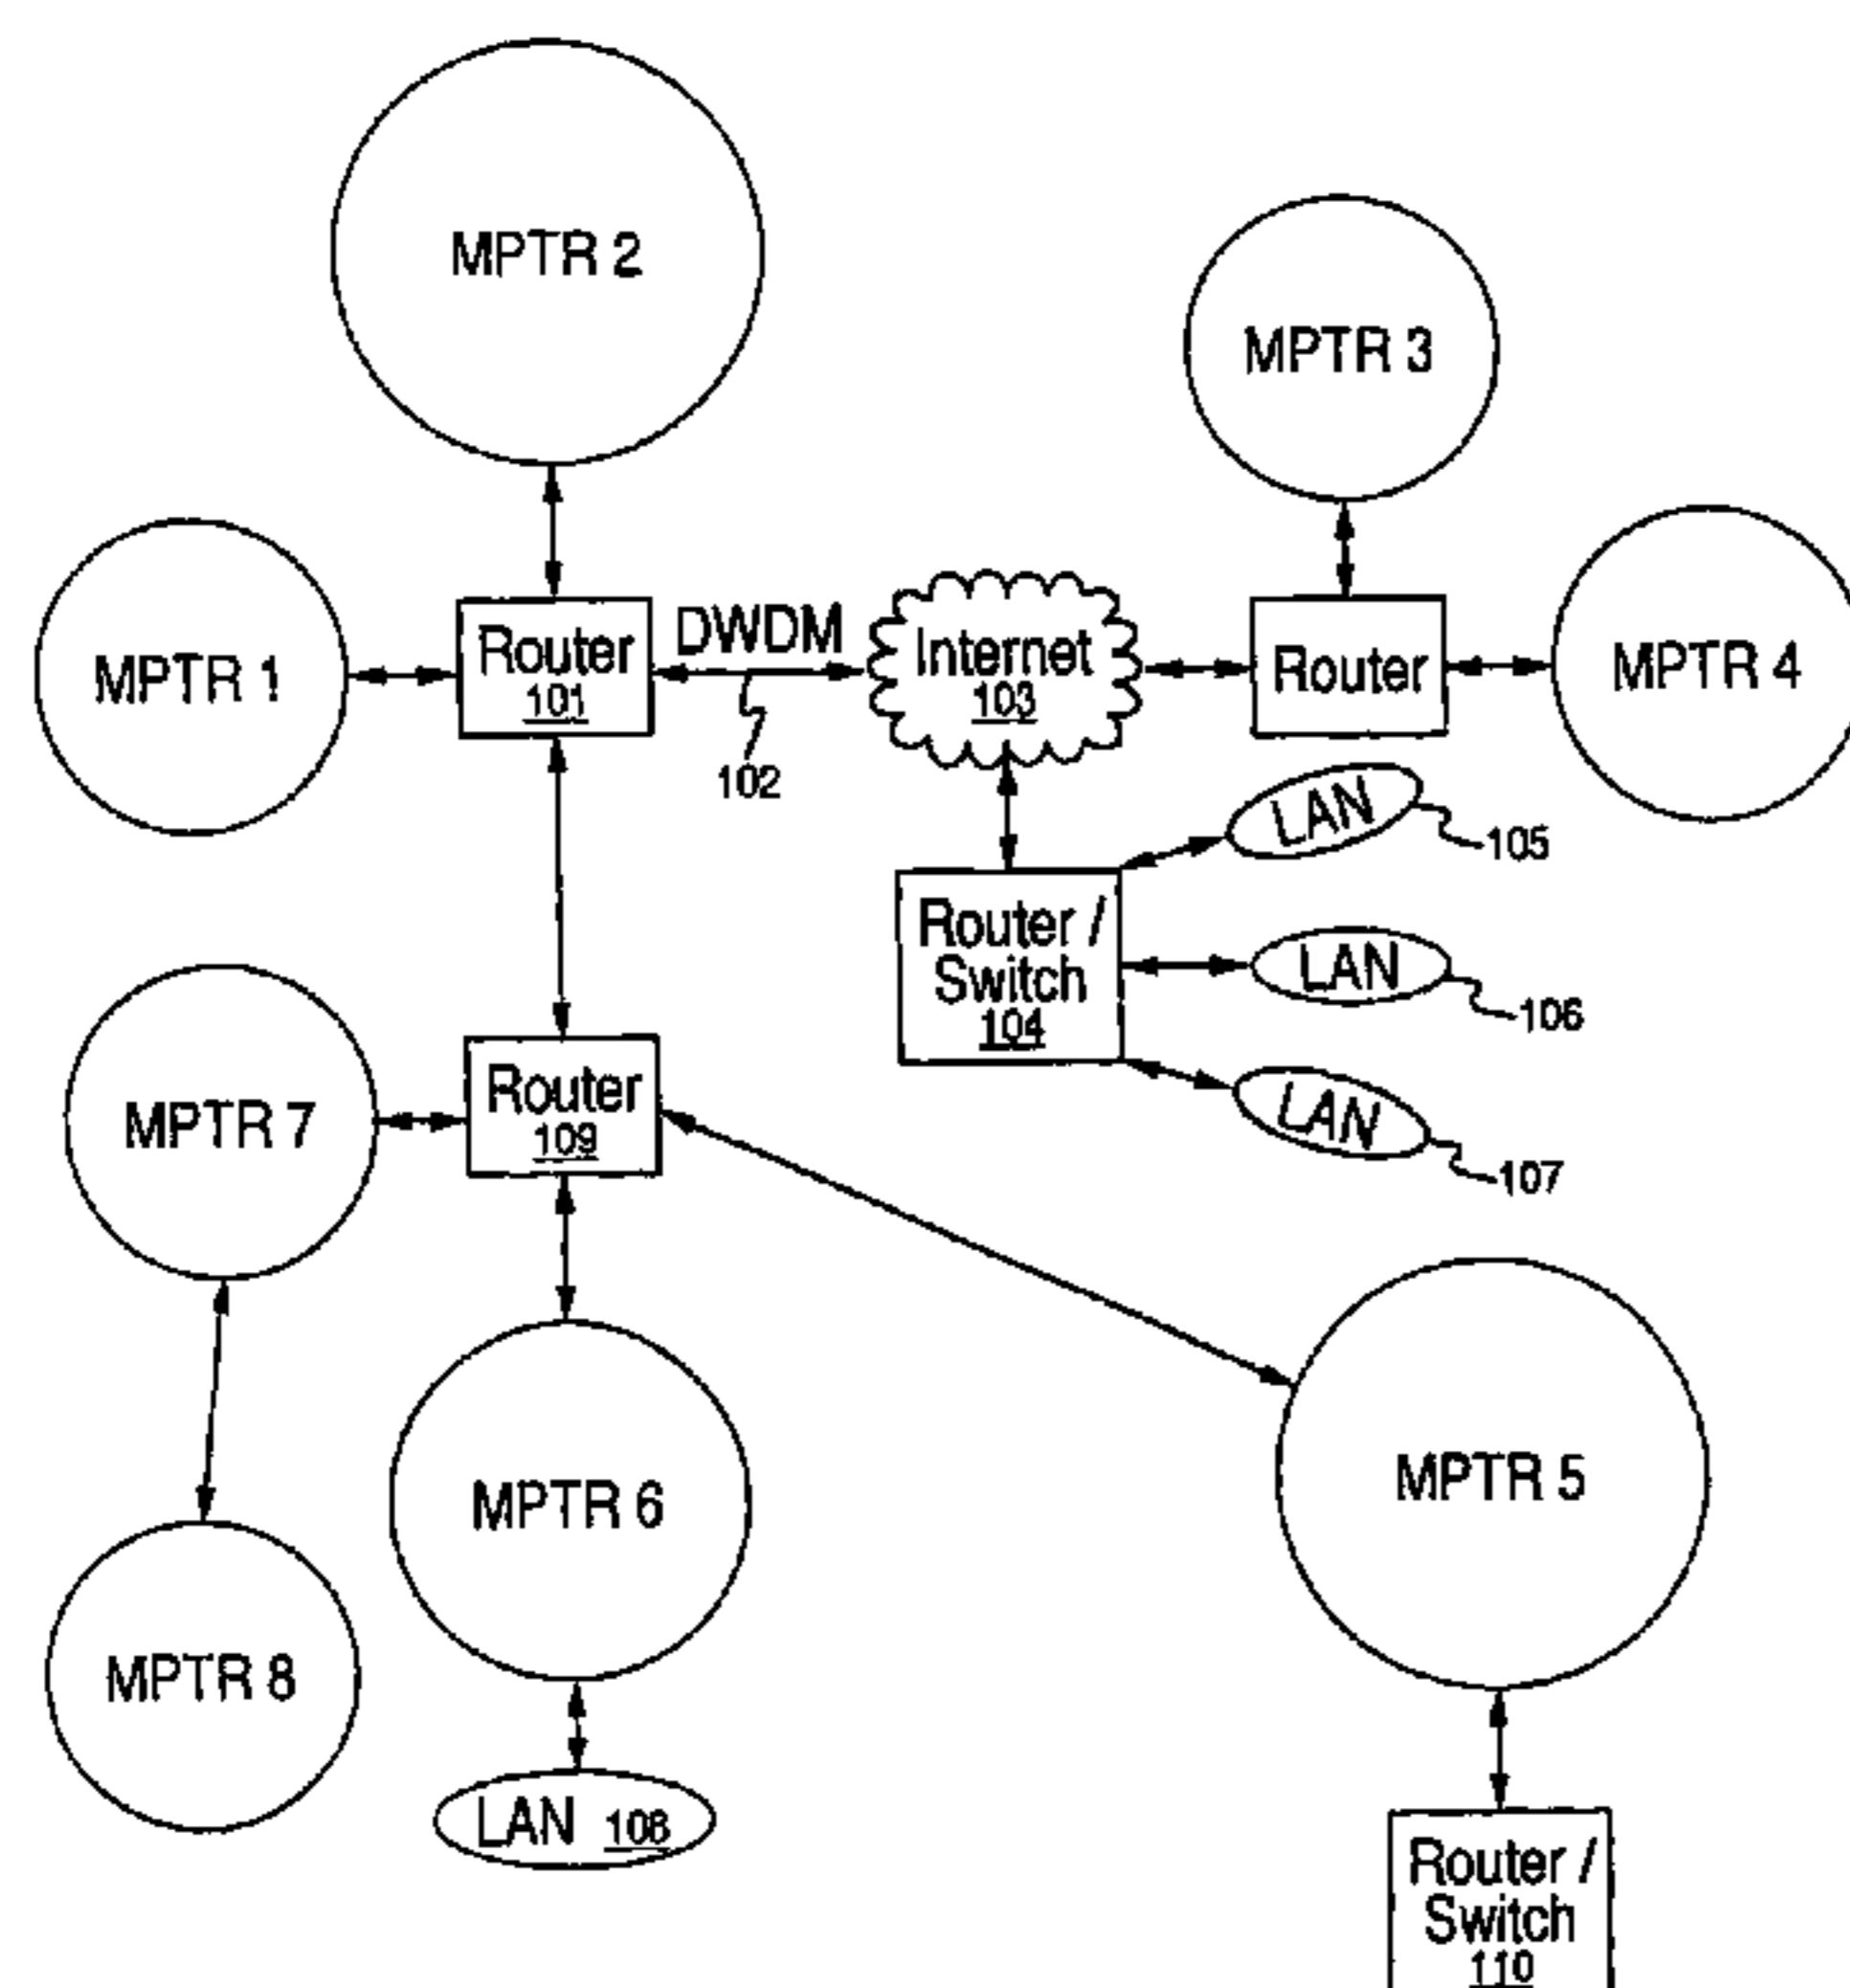 MPTR 2
MPTR 3
MPTR 1
Router
101
DWDM
102
Internet
103
Router
MPTR 4
LAN
105
Router /
Switch
104
LAN
106
LAN
107
MPTR 7
Router
109
MPTR 5
MPTR 6
MPTR 8
LAN 108
Router /
Switch
110